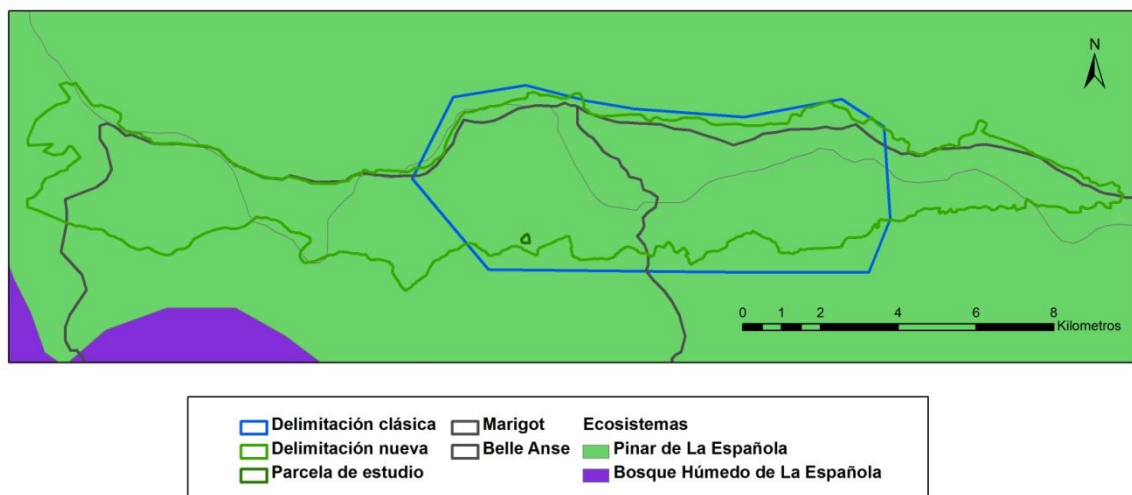 N
0 1 2 4 6 8
Kilometros
Delimitación clásica Marigot Ecosistemas
Delimitación nueva Belle Anse Pinar de La Española
Parcela de estudio Bosque Húmedo de La Española